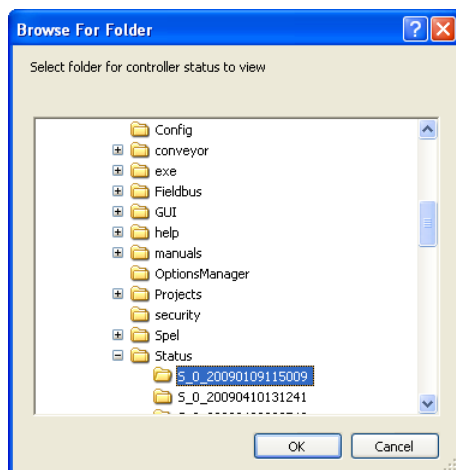 Browse For Folder
Select folder for controller status to view
Config
conveyor
exe
Fieldbus
GUI
help
manuals
OptionsManager
Projects
security
Spel
Status
S_0_20090109115009
S_0_20090410131241
OK
Cancel